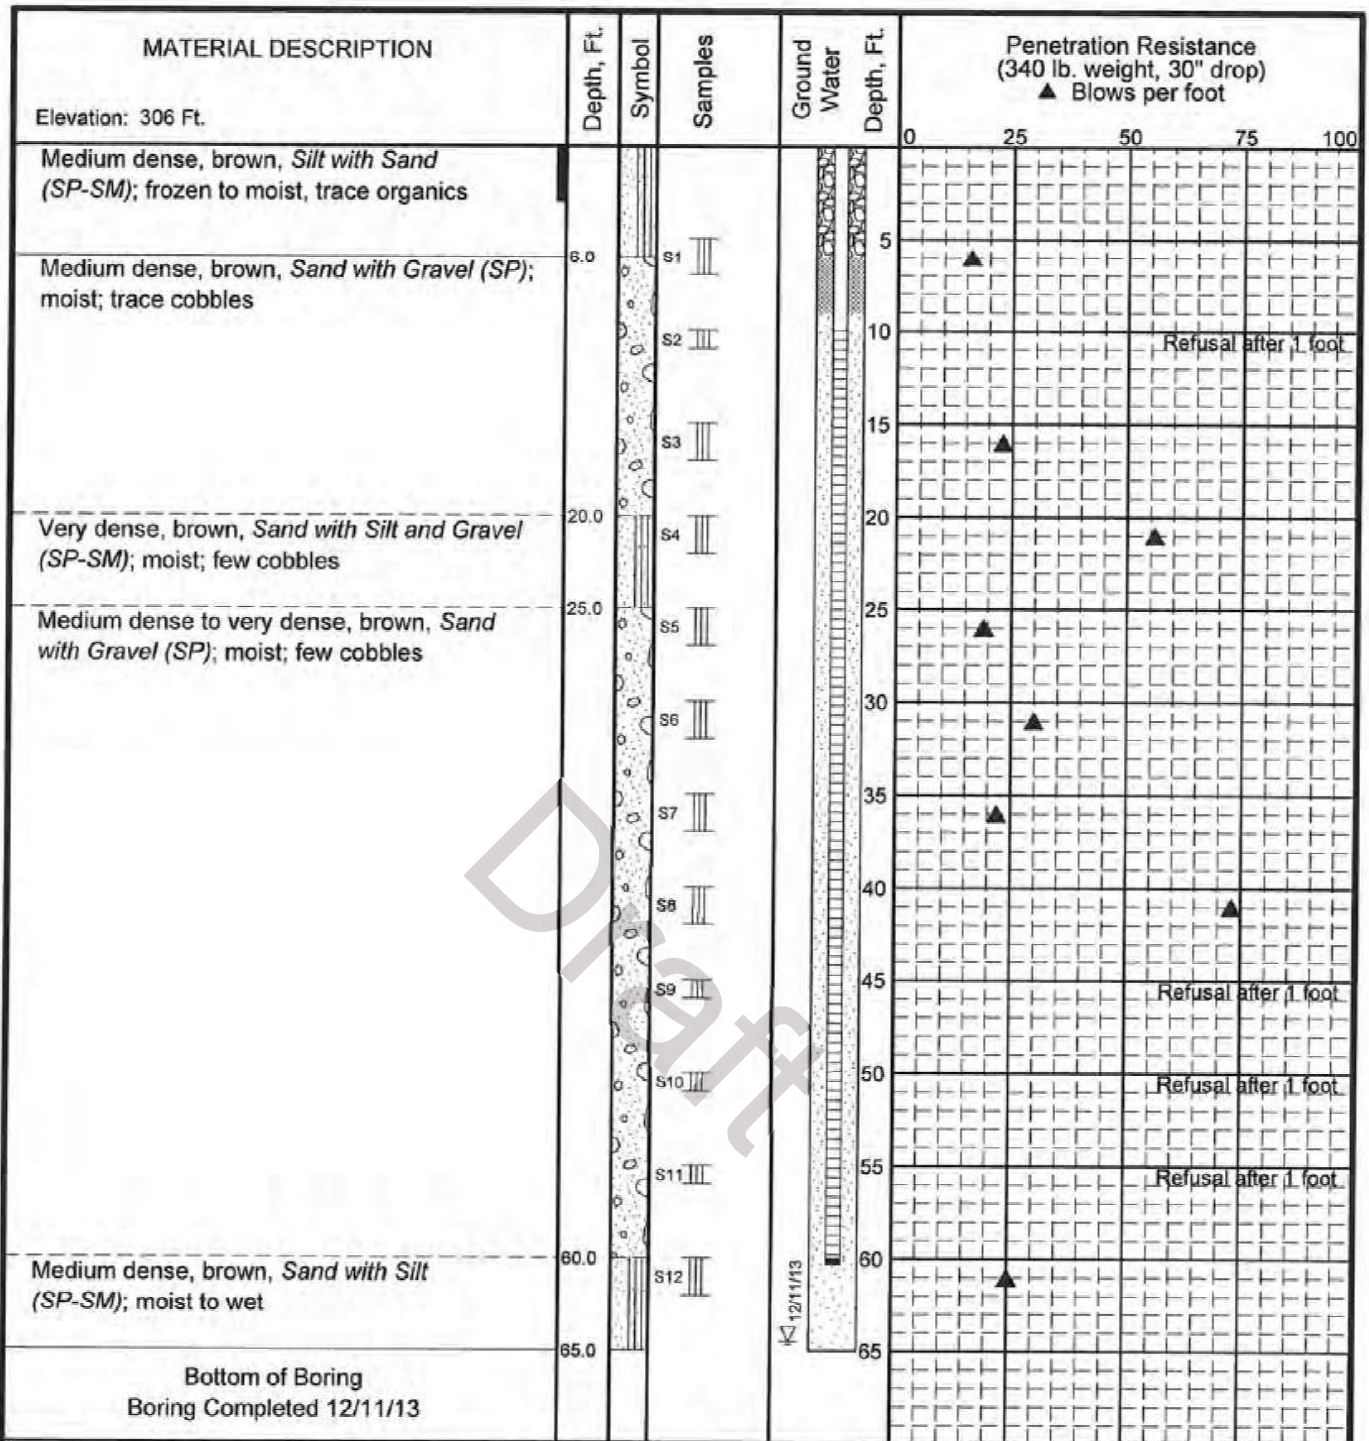 MATERIAL DESCRIPTION
Elevation: 306 Ft.
Depth, Ft.
Symbol
Samples
Ground
Water
Depth, Ft.
Penetration Resistance
(340 lb. weight, 30" drop)
▲ Blows per foot
0 25 50 75 100
Medium dense, brown, Silt with Sand
(SP-SM); frozen to moist, trace organics
6.0
S1
5
Medium dense, brown, Sand with Gravel (SP);
moist; trace cobbles
S2
10
Refusal after 1 foot
S3
15
20.0
20
Very dense, brown, Sand with Silt and Gravel
(SP-SM); moist; few cobbles
S4
25.0
25
Medium dense to very dense, brown, Sand
with Gravel (SP); moist; few cobbles
S5
S6
30
S7
35
S8
40
S9
45
Refusal after 1 foot
S10
50
Refusal after 1 foot
S11
55
Refusal after 1 foot
Draft
60.0
60
Medium dense, brown, Sand with Silt
(SP-SM); moist to wet
S12
12/11/13
65.0
65
Bottom of Boring
Boring Completed 12/11/13